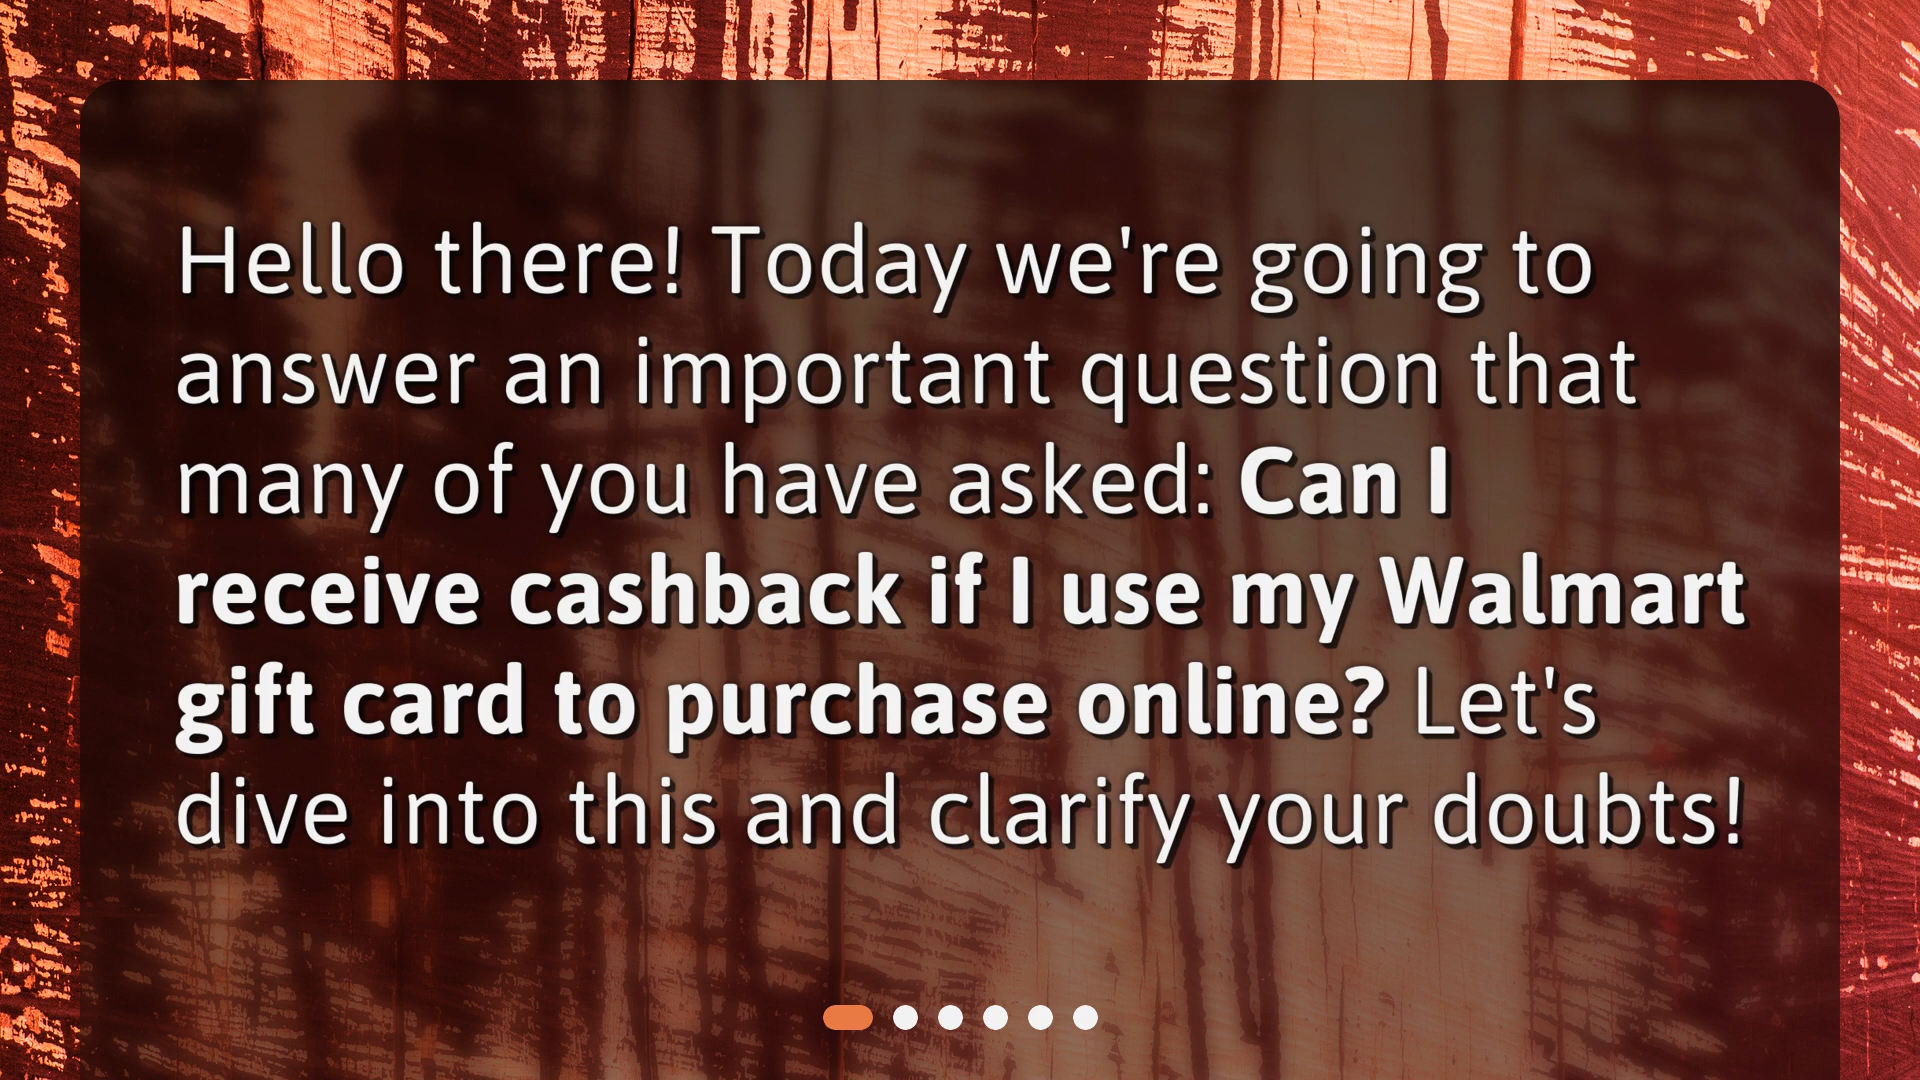 Hello there! Today we're going to
answer an important question that
many of you have asked: Can I
receive cashback if I use my Walmart
gift card to purchase online? Let's
dive into this and clarify your doubts!